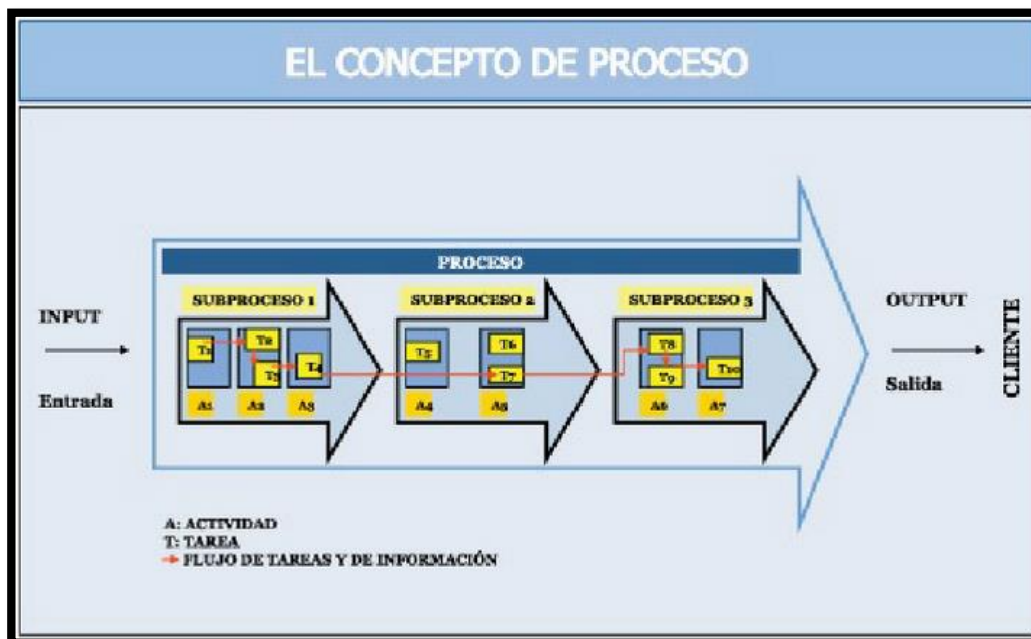 EL CONCEPTO DE PROCESO
PROCESO
SUBPROCESO 1
SUBPROCESO 2
SUBPROCESO 3
INPUT
Entrada
T1
T2
T3
T4
T5
T6
T7
T8
T9
T10
A1
A2
A3
A4
A5
A6
A7
OUTPUT
Salida
CLIENTE
A: ACTIVIDAD
T: TAREA
FLUJO DE TAREAS Y DE INFORMACIÓN